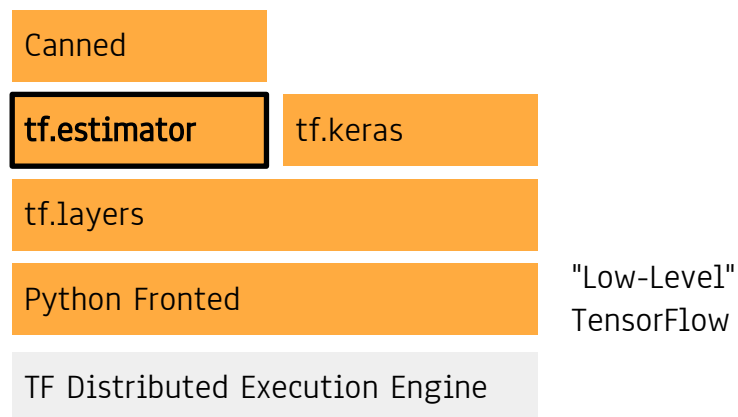 Canned
tf.estimator
tf.keras
tf.layers
Python Fronted
"Low-Level"
TensorFlow
TF Distributed Execution Engine